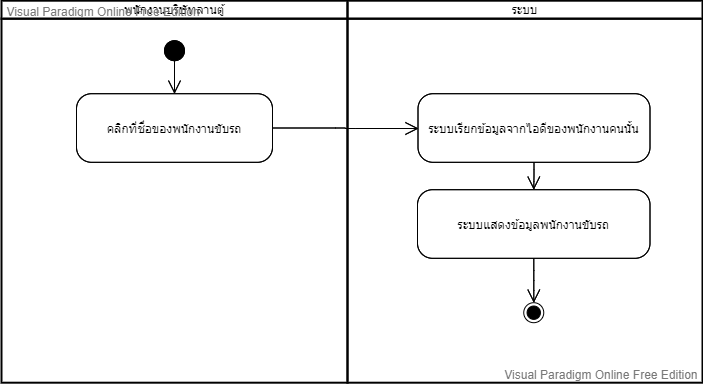 Visual Paradigm Online Free Edition
พนักงานบริษัทลานตู้
ระบบ
คลิกที่ชื่อของพนักงานขับรถ
ระบบเรียกข้อมูลจากไอดีของพนักงานคนนั้น
ระบบแสดงข้อมูลพนักงานขับรถ
Visual Paradigm Online Free Edition